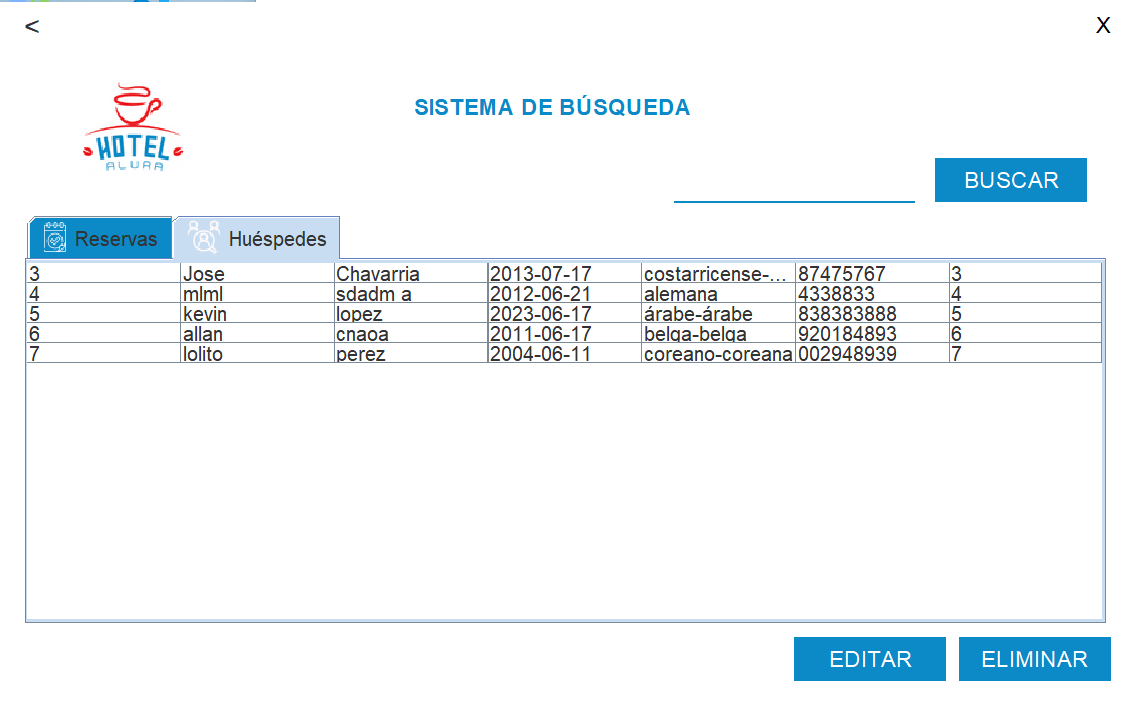 < X
SISTEMA DE BÚSQUEDA
HOTEL
ALURA
BUSCAR
Reservas Huéspedes
3 Jose Chavarria 2013-07-17 costarricense-... 87475767 3
4 mlml sdadm a 2012-06-21 alemana 4338833 4
5 kevin lopez 2023-06-17 árabe-árabe 838383888 5
6 allan cnaoa 2011-06-17 belga-belga 920184893 6
7 lolito perez 2004-06-11 coreano-coreana 002948939 7
EDITAR ELIMINAR